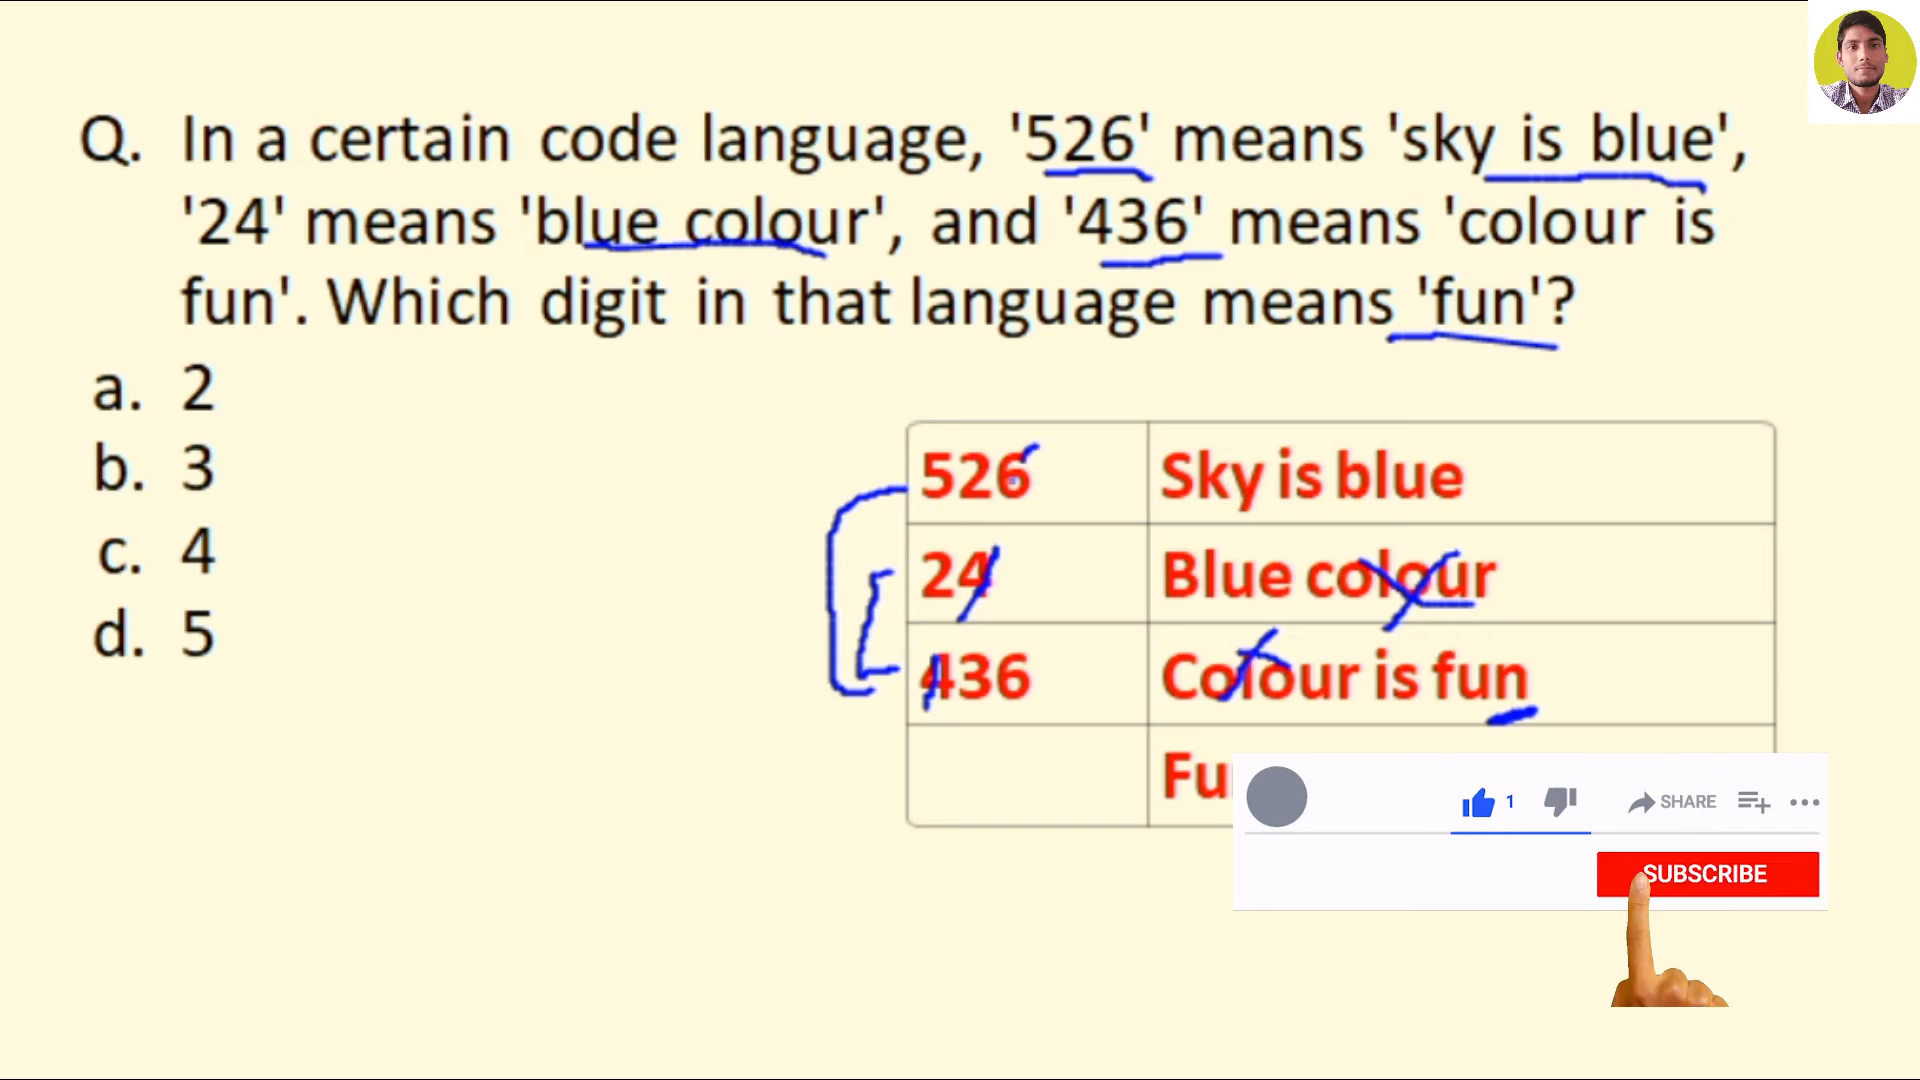 Q. In a certain code language, '526' means 'sky is blue',
'24' means 'blue colour', and '436' means 'colour is
fun'. Which digit in that language means 'fun'?
a. 2
b. 3
c. 4
d. 5
526 Sky is blue
24 Blue colour
436 Colour is fun
Fu
1 SHARE
SUBSCRIBE